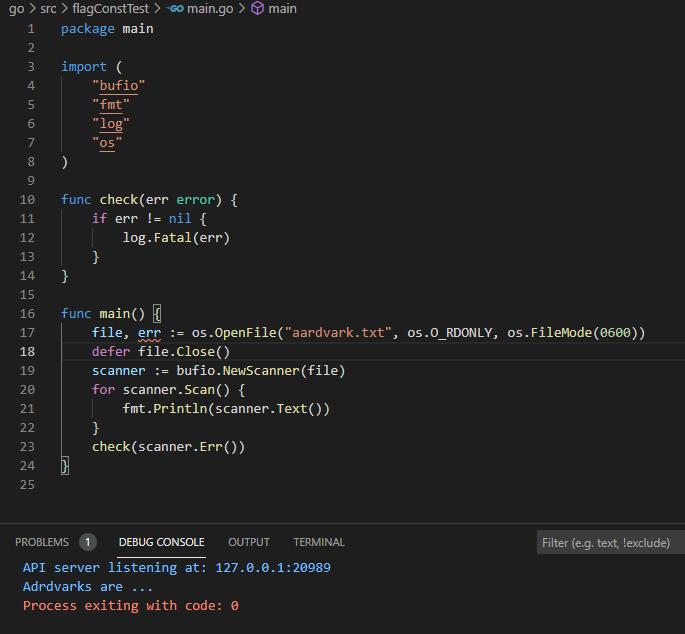 go > src > flagConstTest > main.go > main
1 package main
2
3 import (
4 "bufio"
5 "fmt"
6 "log"
7 "os"
8 )
9
10 func check(err error) {
11 if err != nil {
12 log.Fatal(err)
13 }
14 }
15
16 func main() {
17 file, err := os.OpenFile("aardvark.txt", os.O_RDONLY, os.FileMode(0600))
18 defer file.Close()
19 scanner := bufio.NewScanner(file)
20 for scanner.Scan() {
21 fmt.Println(scanner.Text())
22 }
23 check(scanner.Err())
24 }
25
PROBLEMS 1 DEBUG CONSOLE OUTPUT TERMINAL Filter (e.g. text, !exclude)
API server listening at: 127.0.0.1:20989
Adrdvarks are ...
Process exiting with code: 0